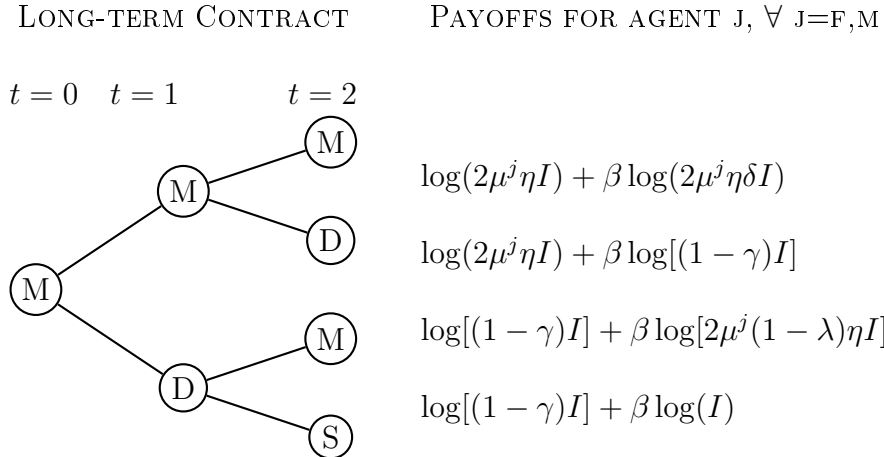 LONG-TERM CONTRACT PAYOFFS FOR AGENT J, ∀ J=F,M
t = 0 t = 1 t = 2
M
log(2μ^j ηI) + β log(2μ^j ηδI)
M
D
log(2μ^j ηI) + β log[(1 − γ)I]
M
log[(1 − γ)I] + β log[2μ^j (1 − λ)ηI]
M
D
log[(1 − γ)I] + β log(I)
S